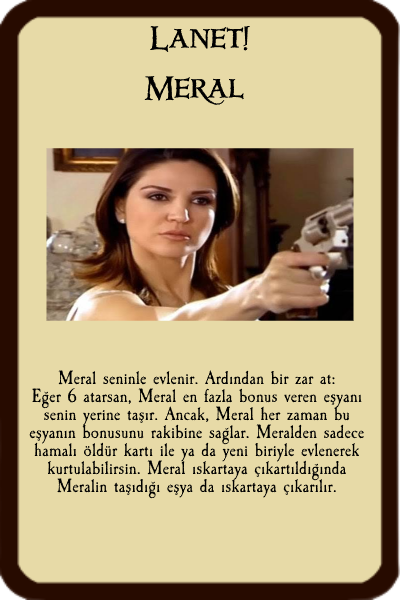 Lanet!
Meral
Meral seninle evlenir. Ardından bir zar at:
Eğer 6 atarsan, Meral en fazla bonus veren eşyanı
senin yerine taşır. Ancak, Meral her zaman bu
eşyanın bonusunu rakibine sağlar. Meralden sadece
hamalı öldür kartı ile ya da yeni biriyle evlenerek
kurtulabilirsin. Meral ıskartaya çıkartıldığında
Meralin taşıdığı eşya da ıskartaya çıkarılır.